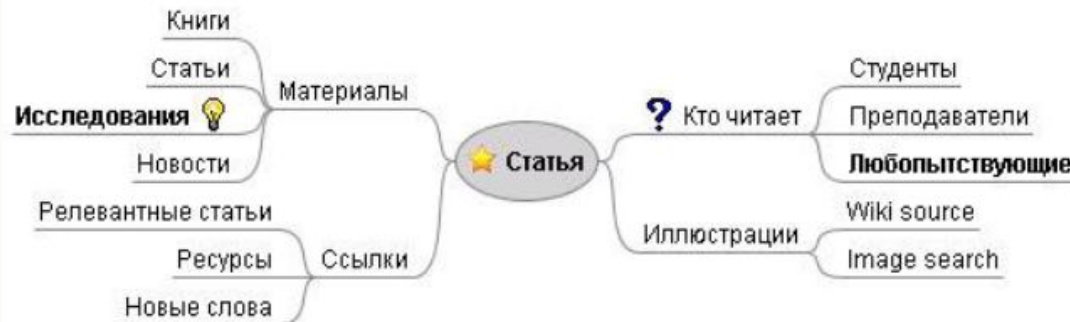 Книги
Статьи
Исследования
Новости
Материалы
Релевантные статьи
Ресурсы
Новые слова
Ссылки
Статья
Кто читает
Студенты
Преподаватели
Любопытствующие
Иллюстрации
Wiki source
Image search